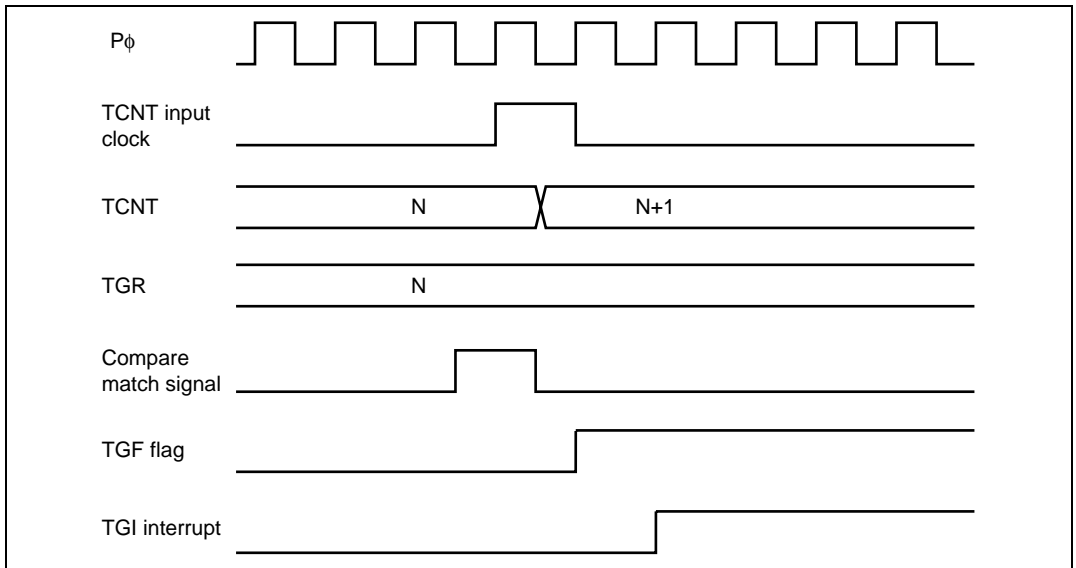 Pϕ
TCNT input
clock
TCNT
N
N+1
TGR
N
Compare
match signal
TGF flag
TGI interrupt